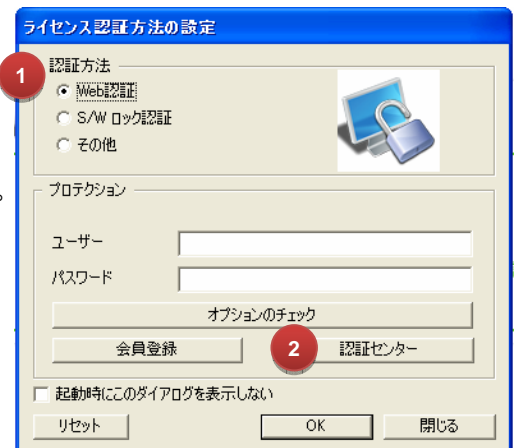 ライセンス認証方法の設定
1
認証方法
Web認証
S/W ロック認証
その他
プロテクション
ユーザー
パスワード
オプションのチェック
会員登録
2
認証センター
起動時にこのダイアログを表示しない
リセット
OK
閉じる